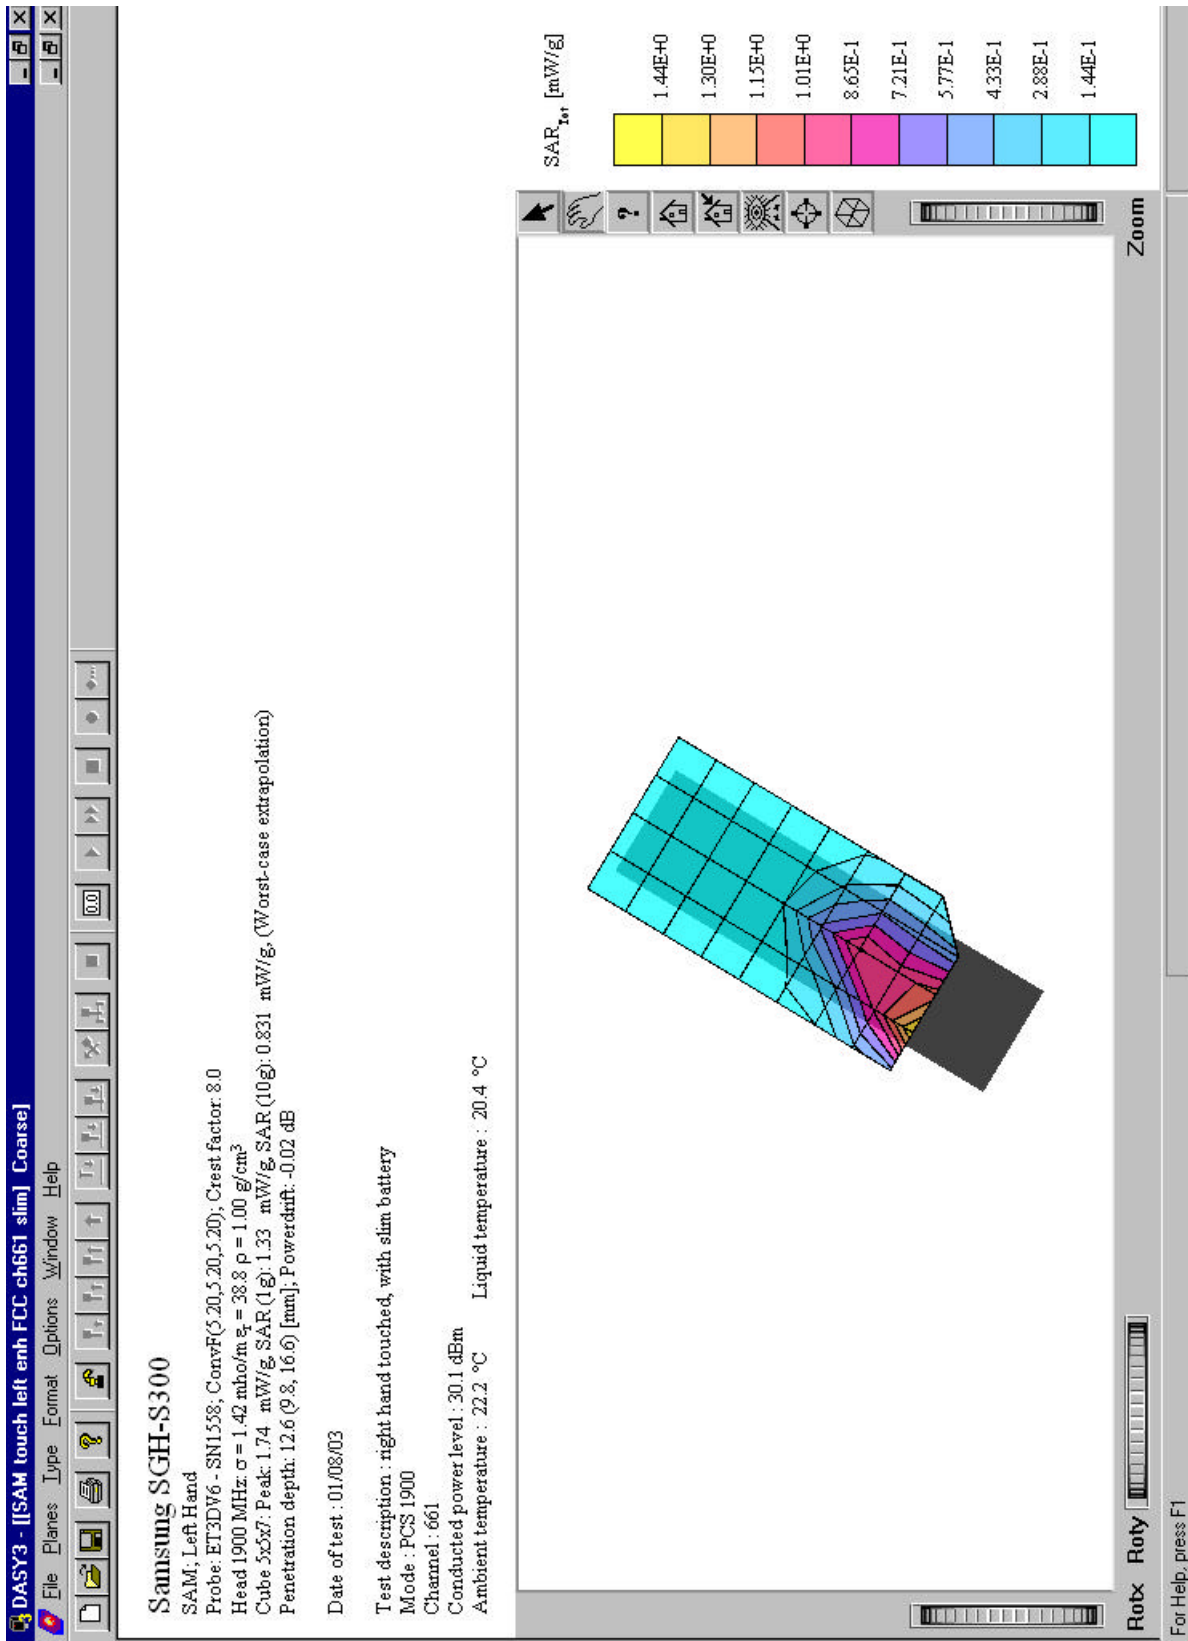 DASY3 - [[SAM touch left enh FCC ch661 slim] Coarse]
File Planes Type Format Options Window Help
0.0
Samsung SGH-S300
SAM; Left Hand
Probe: ET3DV6 - SN1558; ConvF(5.20,5.20,5.20); Crest factor: 8.0
Head 1900 MHz: σ = 1.42 mho/m εr = 38.8 ρ = 1.00 g/cm³
Cube 5x5x7: Peak: 1.74 mW/g, SAR (1g): 1.33 mW/g, SAR (10g): 0.831 mW/g, (Worst-case extrapolation)
Penetration depth: 12.6 (9.8, 16.6) [mm]; Powerdrift: -0.02 dB
Date of test : 01/08/03
Test description : right hand touched, with slim battery
Mode : PCS 1900
Channel : 661
Conducted power level : 30.1 dBm
Ambient temperature : 22.2 °C Liquid temperature : 20.4 °C
SARTot [mW/g]
1.44E+0
1.30E+0
1.15E+0
1.01E+0
8.65E-1
7.21E-1
5.77E-1
4.33E-1
2.88E-1
1.44E-1
Rotx Roty Zoom
For Help, press F1